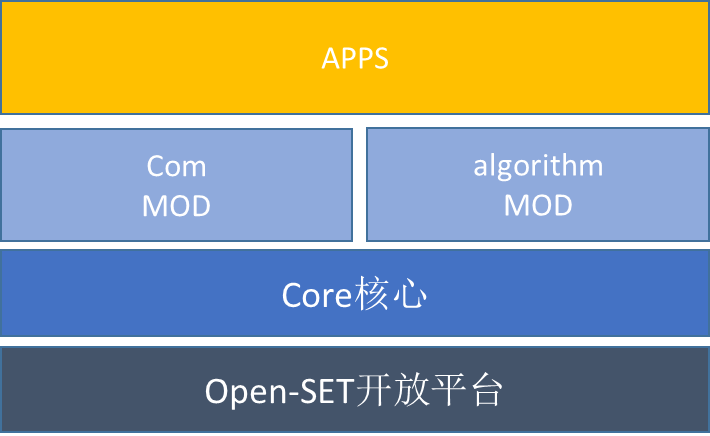 APPS
Com
MOD
algorithm
MOD
Core核心
Open-SET开放平台